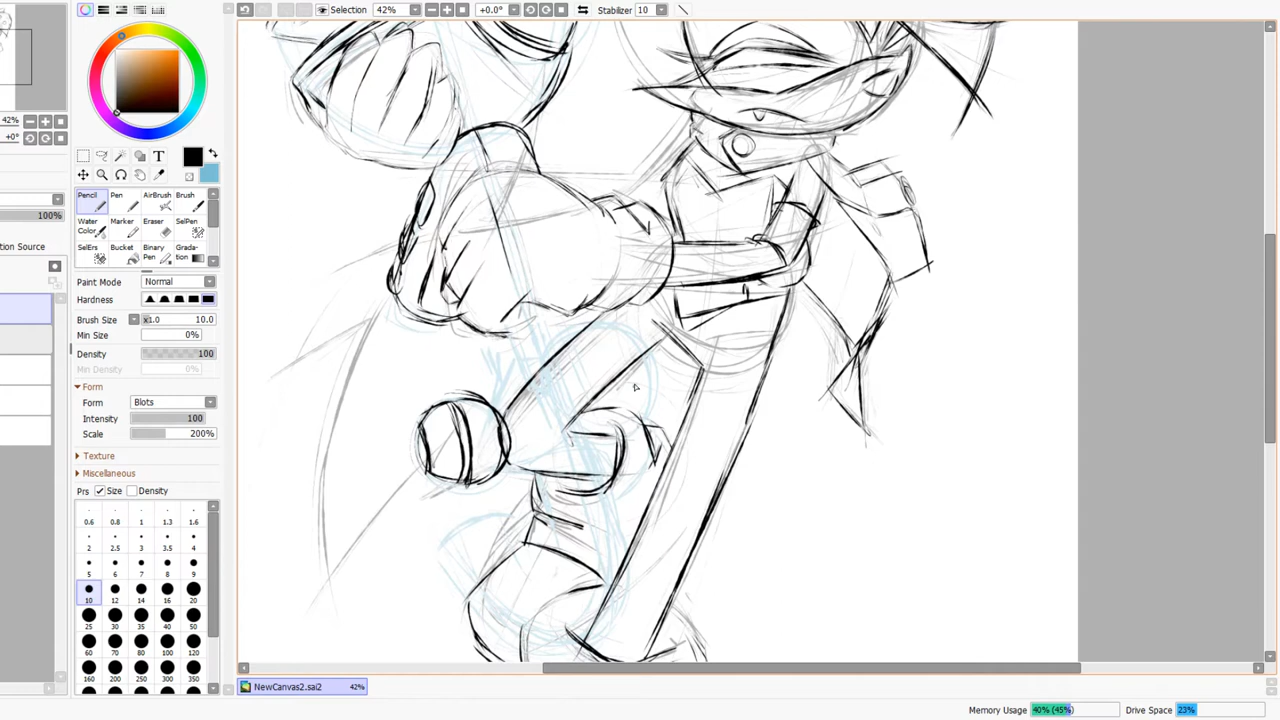 Selection 42% +0.0° Stabilizer 10
42%
+0°
T
100%
otion Source
Pencil Pen AirBrush Brush
Water Color Marker Eraser SelPen
SelErs Bucket Binary Pen Grada-tion
Paint Mode Normal
Hardness
Brush Size x1.0 10.0
Min Size 0%
Density 100
Min Density 0%
Form
Form Blots
Intensity 100
Scale 200%
Texture
Miscellaneous
Prs Size Density
0.6 0.8 1 1.3 1.6
2 2.5 3 3.5 4
5 6 7 8 9
10 12 14 16 20
25 30 35 40 50
60 70 80 100 120
160 200 250 300 350
NewCanvas2.sai2 42%
Memory Usage 40% (45%) Drive Space 23%